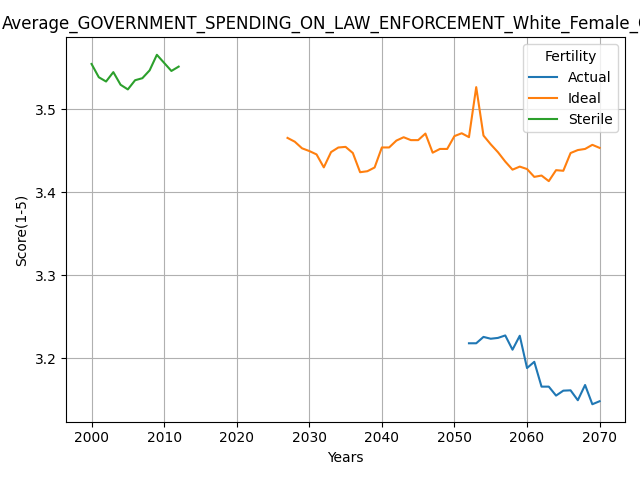 Average_GOVERNMENT_SPENDING_ON_LAW_ENFORCEMENT_White_Female_
Fertility
Actual
Ideal
Sterile
3.5
3.4
3.3
3.2
Score(1-5)
2000 2010 2020 2030 2040 2050 2060 2070
Years